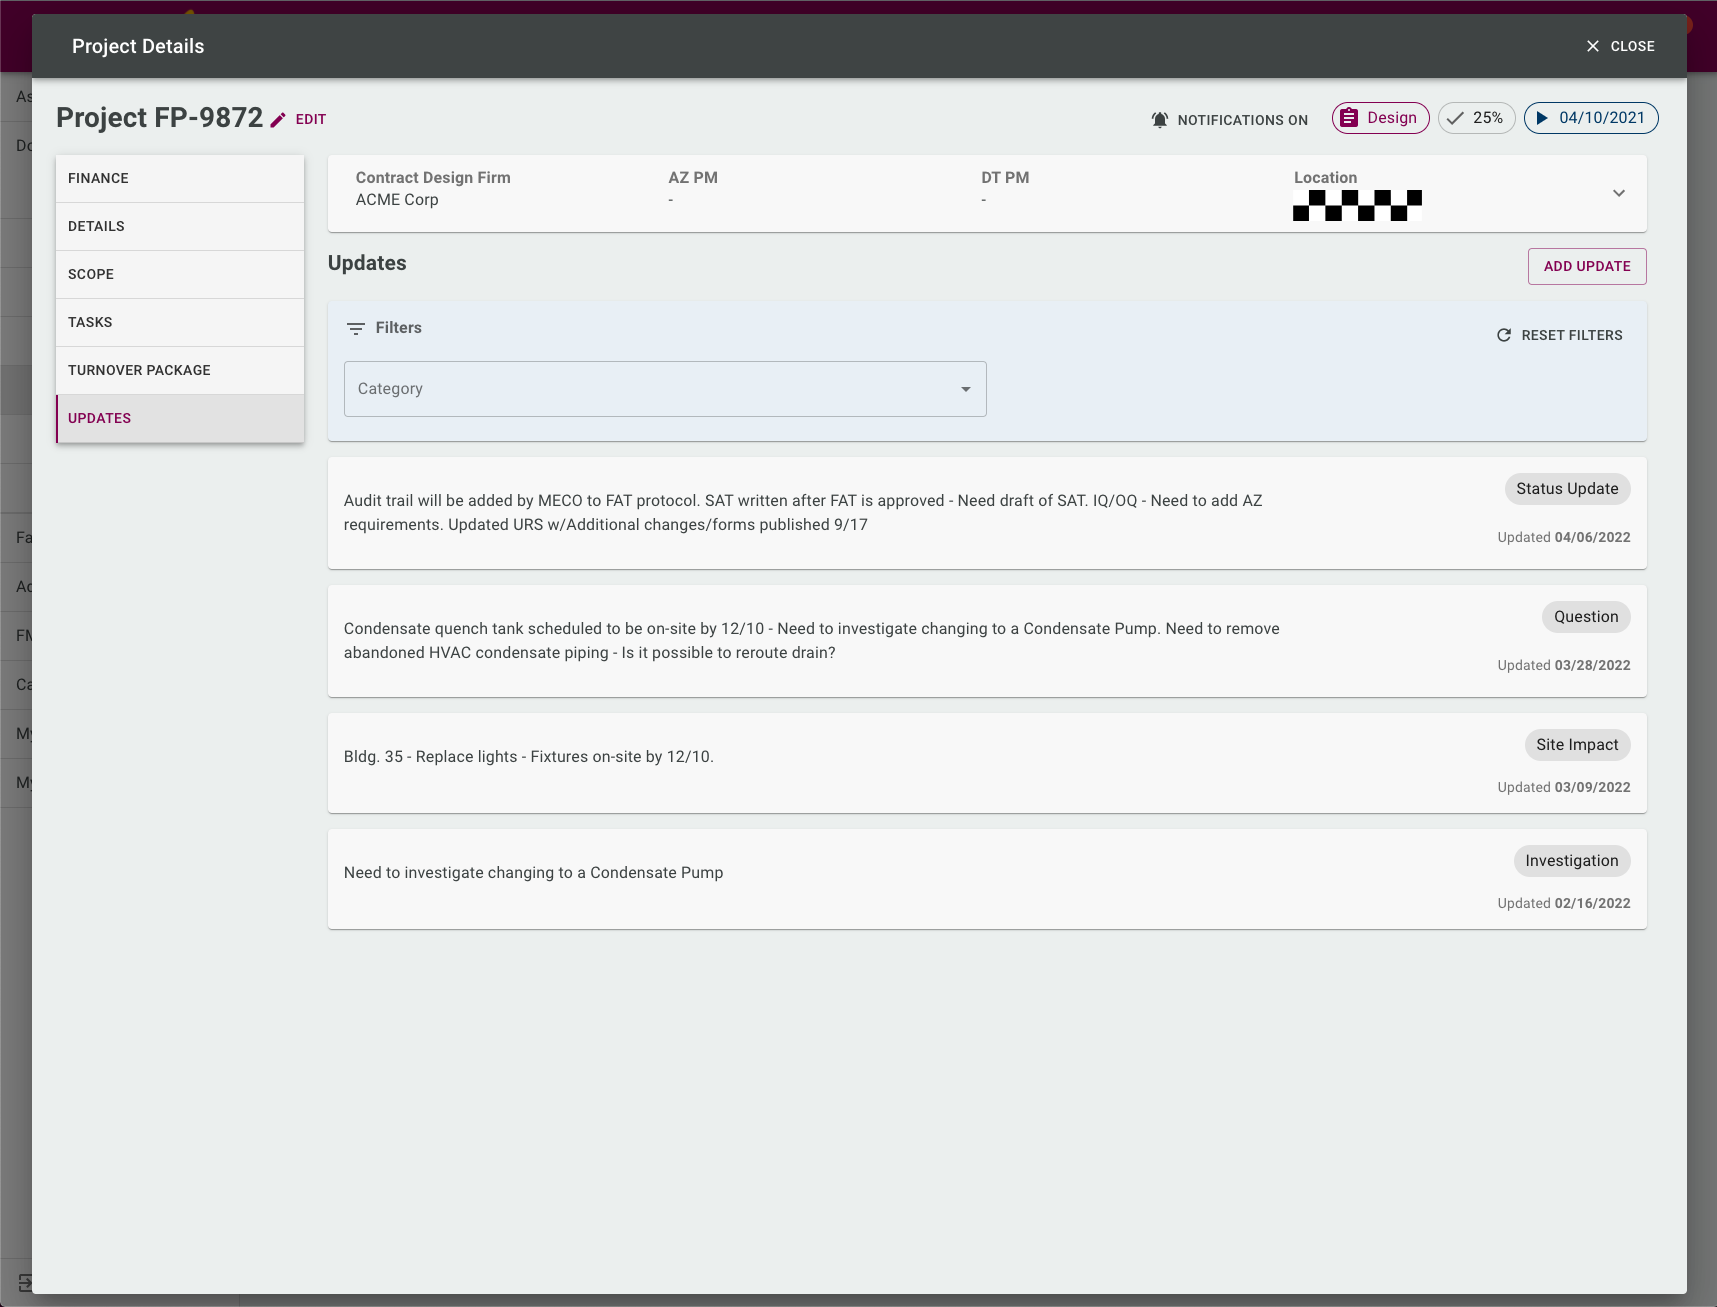 Project Details
CLOSE
Project FP-9872
EDIT
NOTIFICATIONS ON
Design
25%
04/10/2021
FINANCE
DETAILS
SCOPE
TASKS
TURNOVER PACKAGE
UPDATES
Contract Design Firm
ACME Corp
AZ PM
-
DT PM
-
Location
Updates
ADD UPDATE
Filters
RESET FILTERS
Category
Audit trail will be added by MECO to FAT protocol. SAT written after FAT is approved - Need draft of SAT. IQ/OQ - Need to add AZ
requirements. Updated URS w/Additional changes/forms published 9/17
Status Update
Updated 04/06/2022
Condensate quench tank scheduled to be on-site by 12/10 - Need to investigate changing to a Condensate Pump. Need to remove
abandoned HVAC condensate piping - Is it possible to reroute drain?
Question
Updated 03/28/2022
Bldg. 35 - Replace lights - Fixtures on-site by 12/10.
Site Impact
Updated 03/09/2022
Need to investigate changing to a Condensate Pump
Investigation
Updated 02/16/2022